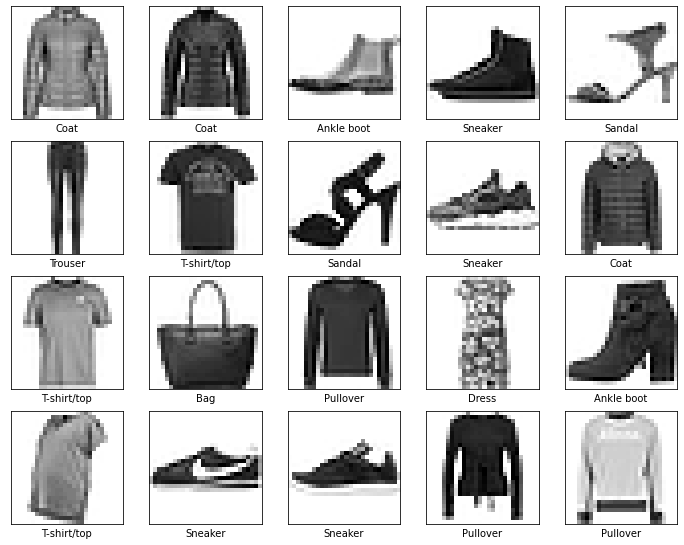 Coat
Coat
Ankle boot
Sneaker
Sandal
Trouser
T-shirt/top
Sandal
Sneaker
Coat
T-shirt/top
Bag
Pullover
Dress
Ankle boot
T-shirt/top
Sneaker
Sneaker
Pullover
Pullover